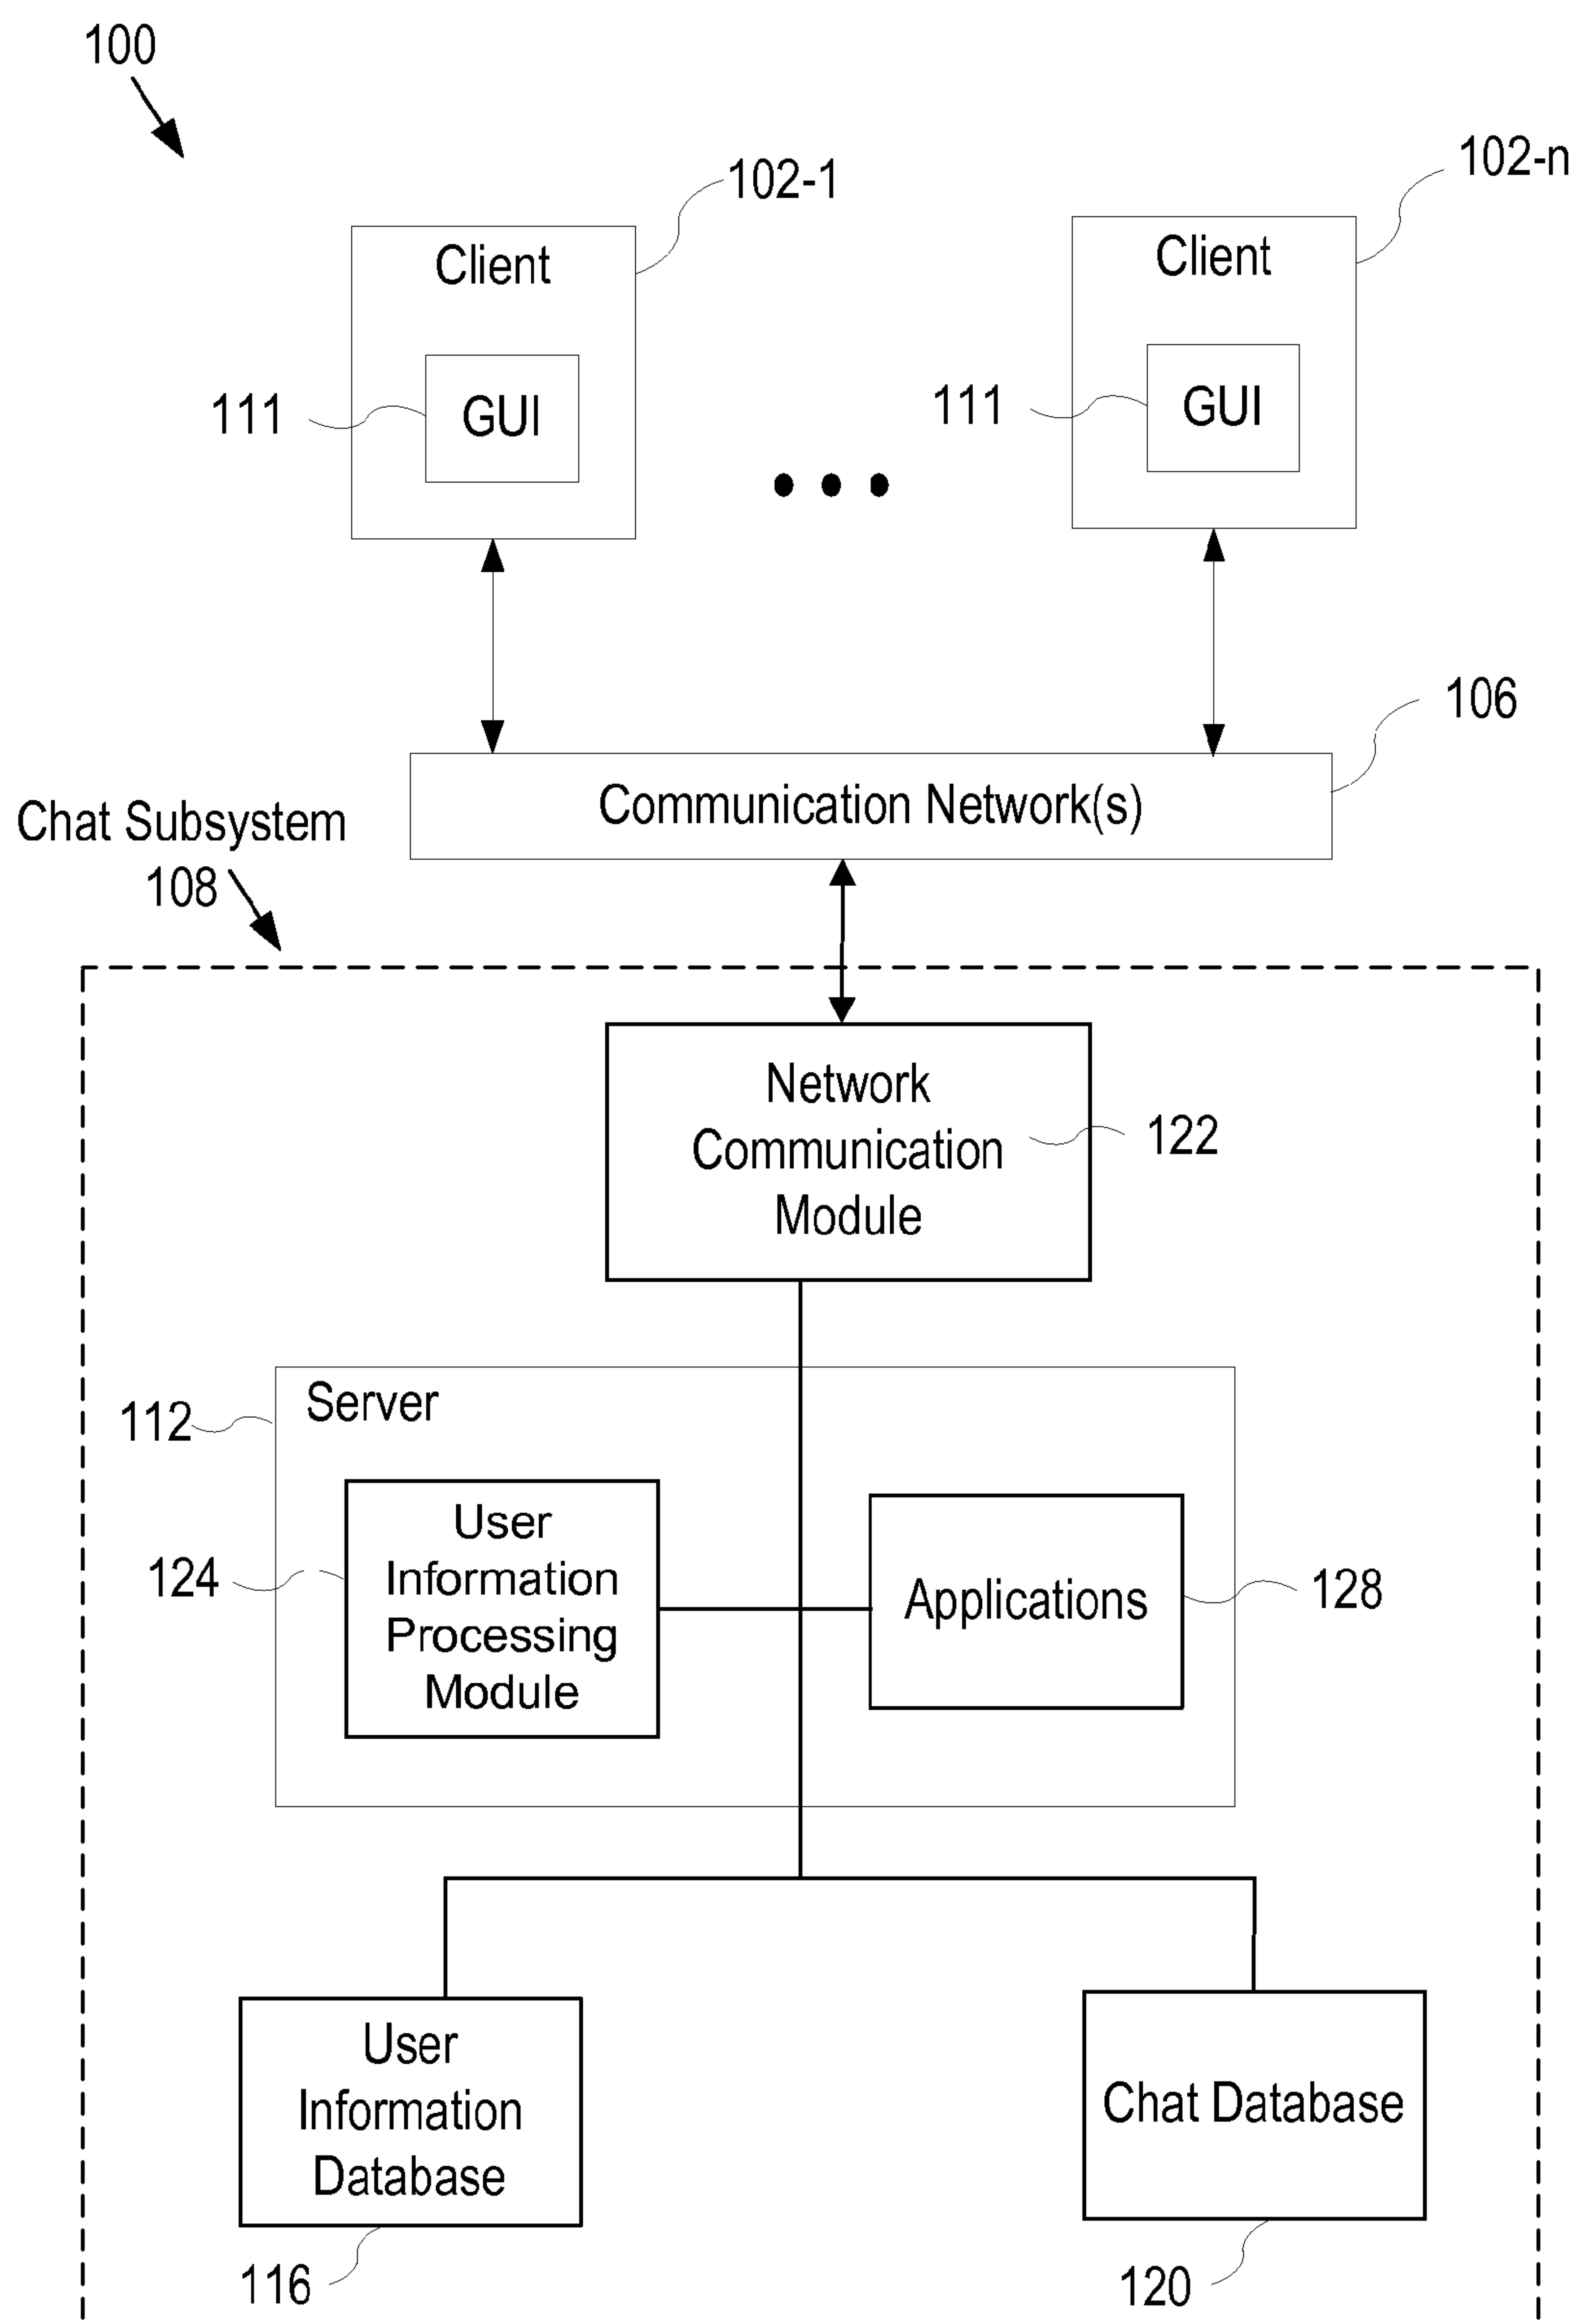 100
102-1
102-n
Client
Client
111
GUI
111
GUI
106
Communication Network(s)
Chat Subsystem
108
Network
Communication
Module
122
Server
112
User
Information
Processing
Module
124
Applications
128
User
Information
Database
Chat Database
116
120